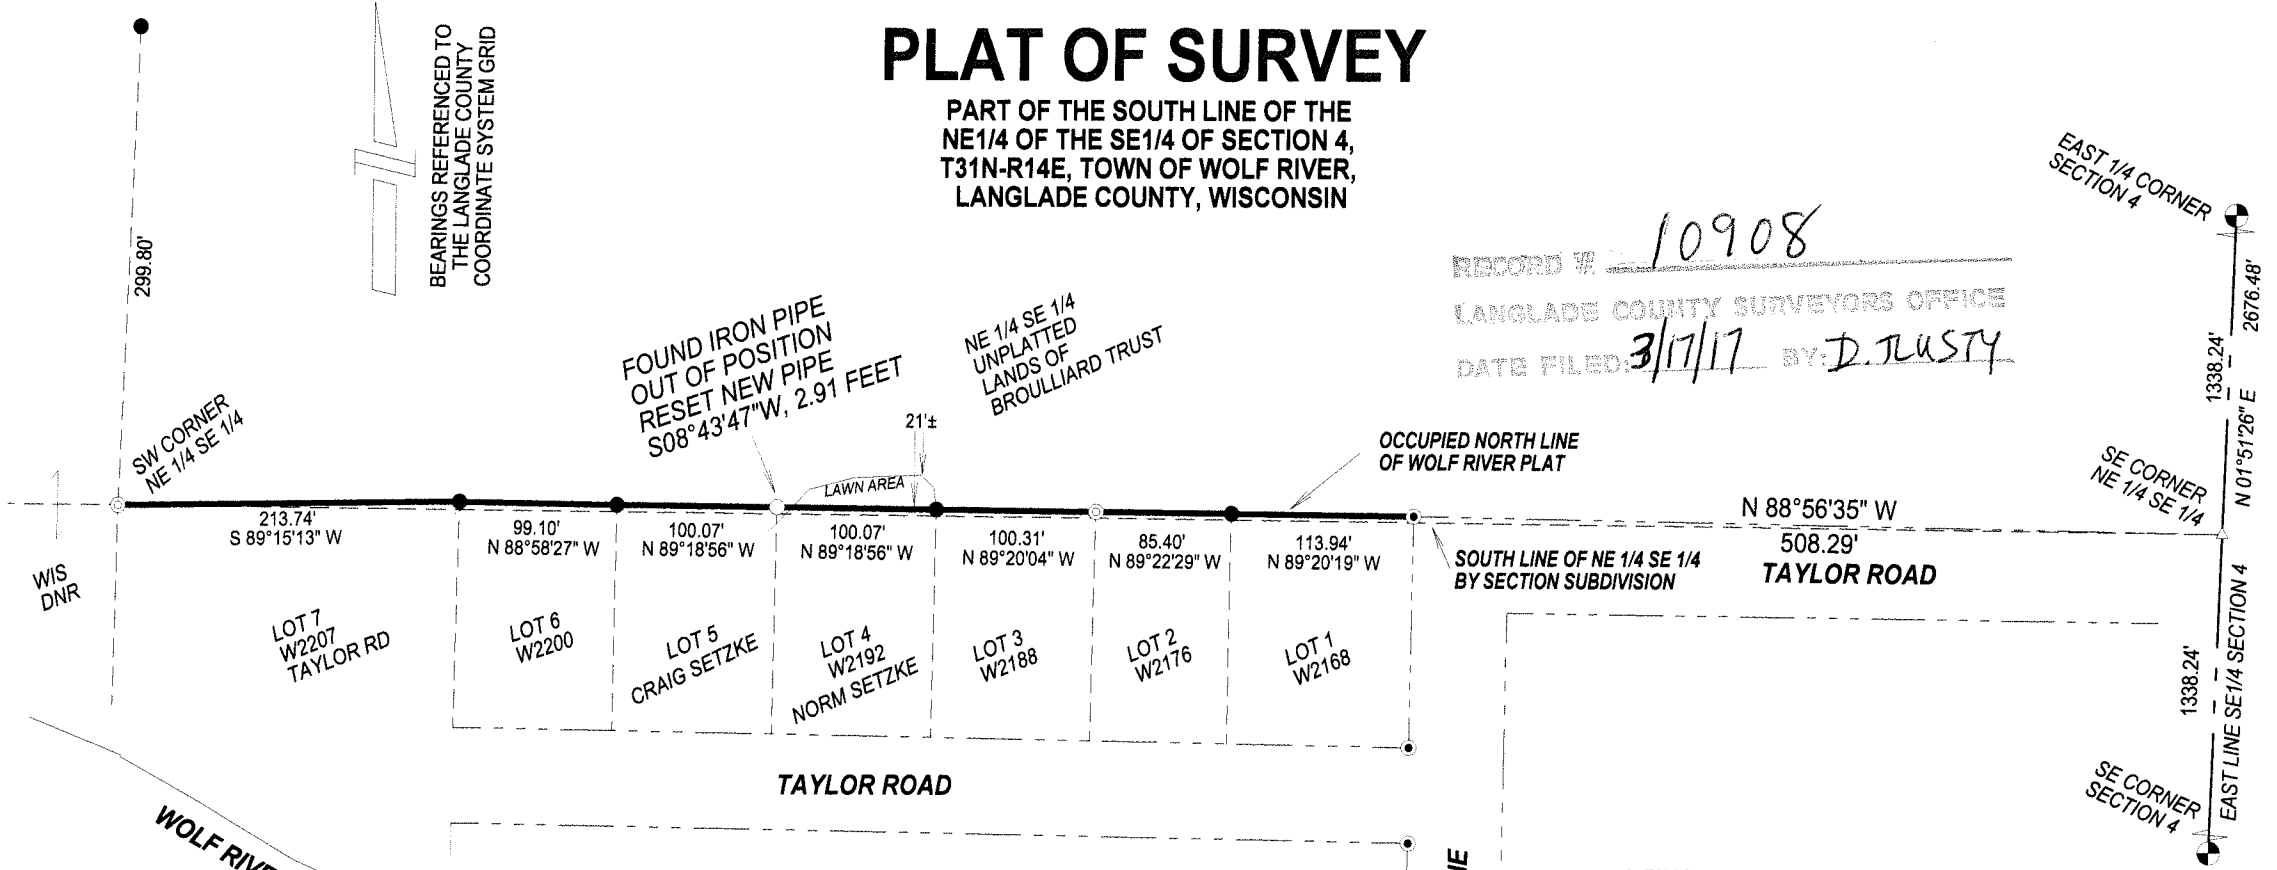 PLAT OF SURVEY
PART OF THE SOUTH LINE OF THE
NE1/4 OF THE SE1/4 OF SECTION 4,
T31N-R14E, TOWN OF WOLF RIVER,
LANGLADE COUNTY, WISCONSIN
BEARINGS REFERENCED TO
THE LANGLADE COUNTY
COORDINATE SYSTEM GRID
299.80'
RECORD #: 10908
LANGLADE COUNTY SURVEYORS OFFICE
DATE FILED: 3/17/17 BY: D. TLUSTY
EAST 1/4 CORNER
SECTION 4
2676.48'
1338.24'
N 01°51'26" E
SE CORNER
NE 1/4 SE 1/4
FOUND IRON PIPE
OUT OF POSITION
RESET NEW PIPE
S08°43'47"W, 2.91 FEET
NE 1/4 SE 1/4
UNPLATTED
LANDS OF
BROULLIARD TRUST
21'±
LAWN AREA
OCCUPIED NORTH LINE
OF WOLF RIVER PLAT
SW CORNER
NE 1/4 SE 1/4
213.74'
S 89°15'13" W
99.10'
N 88°58'27" W
100.07'
N 89°18'56" W
100.07'
N 89°18'56" W
100.31'
N 89°20'04" W
85.40'
N 89°22'29" W
113.94'
N 89°20'19" W
N 88°56'35" W
508.29'
TAYLOR ROAD
SOUTH LINE OF NE 1/4 SE 1/4
BY SECTION SUBDIVISION
WIS
DNR
LOT 7
W2207
TAYLOR RD
LOT 6
W2200
LOT 5
CRAIG SETZKE
LOT 4
W2192
NORM SETZKE
LOT 3
W2188
LOT 2
W2176
LOT 1
W2168
1338.24'
EAST LINE SE1/4 SECTION 4
SE CORNER
SECTION 4
TAYLOR ROAD
WOLF RIVE